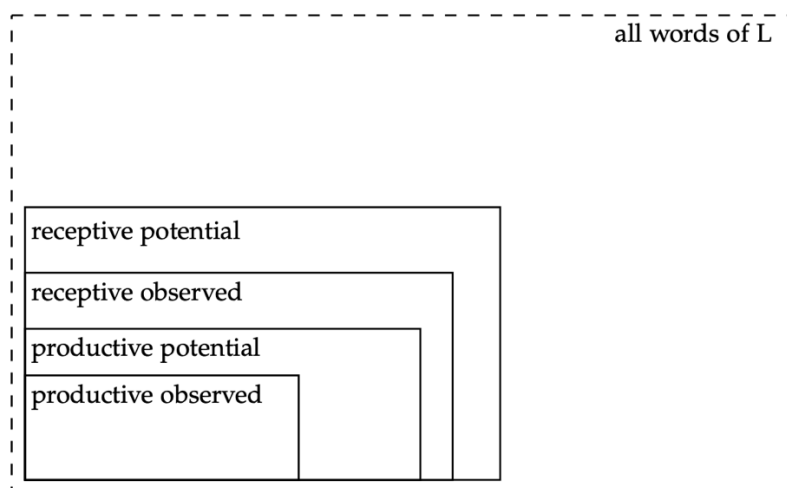 all words of L
receptive potential
receptive observed
productive potential
productive observed